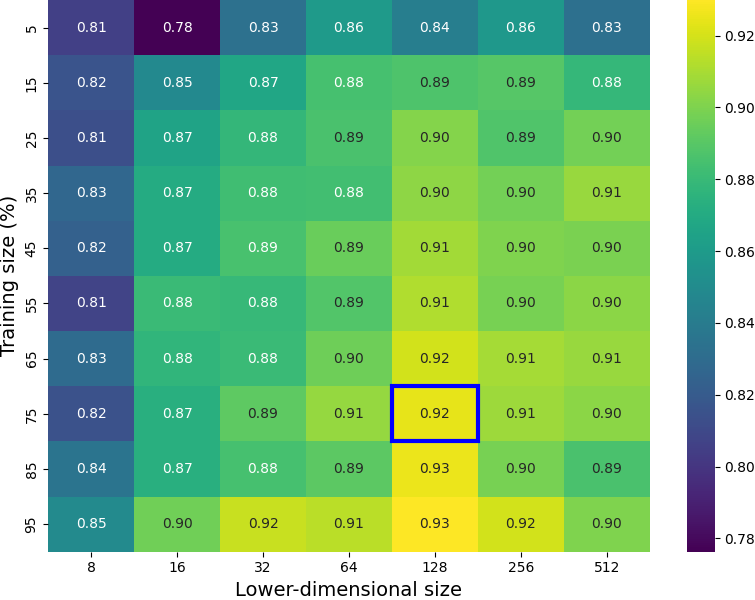 5 0.81 0.78 0.83 0.86 0.84 0.86 0.83
15 0.82 0.85 0.87 0.88 0.89 0.89 0.88
25 0.81 0.87 0.88 0.89 0.90 0.89 0.90
35 0.83 0.87 0.88 0.88 0.90 0.90 0.91
45 0.82 0.87 0.89 0.89 0.91 0.90 0.90
55 0.81 0.88 0.88 0.89 0.91 0.90 0.90
65 0.83 0.88 0.88 0.90 0.92 0.91 0.91
75 0.82 0.87 0.89 0.91 0.92 0.91 0.90
85 0.84 0.87 0.88 0.89 0.93 0.90 0.89
95 0.85 0.90 0.92 0.91 0.93 0.92 0.90
8 16 32 64 128 256 512
Lower-dimensional size
Training size (%)
0.92
0.90
0.88
0.86
0.84
0.82
0.80
0.78